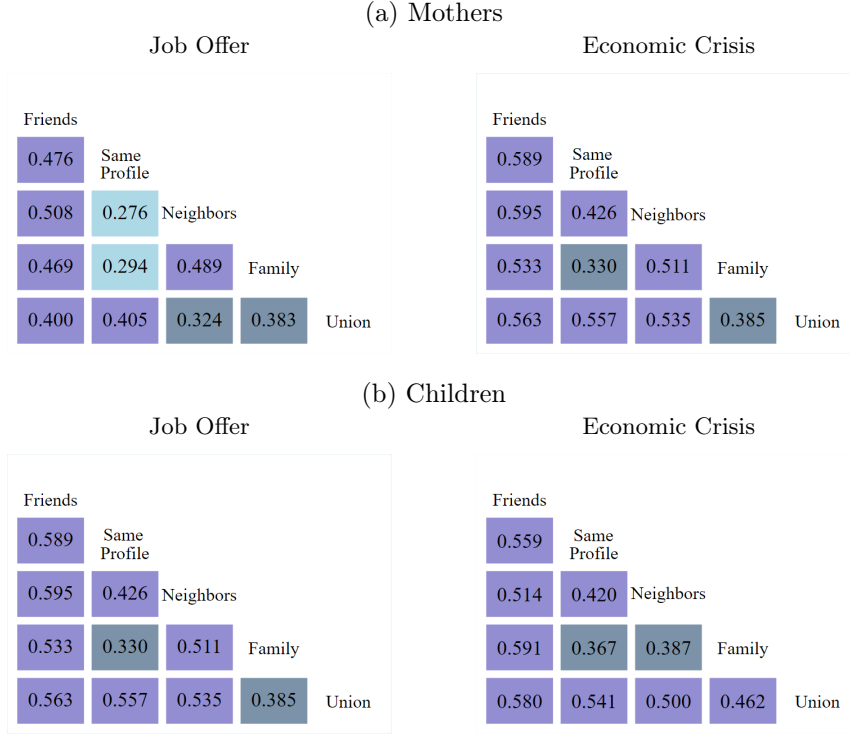 (a) Mothers
Job Offer
Friends
0.476
Same
Profile
0.508 0.276 Neighbors
0.469 0.294 0.489 Family
0.400 0.405 0.324 0.383 Union
Economic Crisis
Friends
0.589
Same
Profile
0.595 0.426 Neighbors
0.533 0.330 0.511 Family
0.563 0.557 0.535 0.385 Union
(b) Children
Job Offer
Friends
0.589
Same
Profile
0.595 0.426 Neighbors
0.533 0.330 0.511 Family
0.563 0.557 0.535 0.385 Union
Economic Crisis
Friends
0.559
Same
Profile
0.514 0.420 Neighbors
0.591 0.367 0.387 Family
0.580 0.541 0.500 0.462 Union